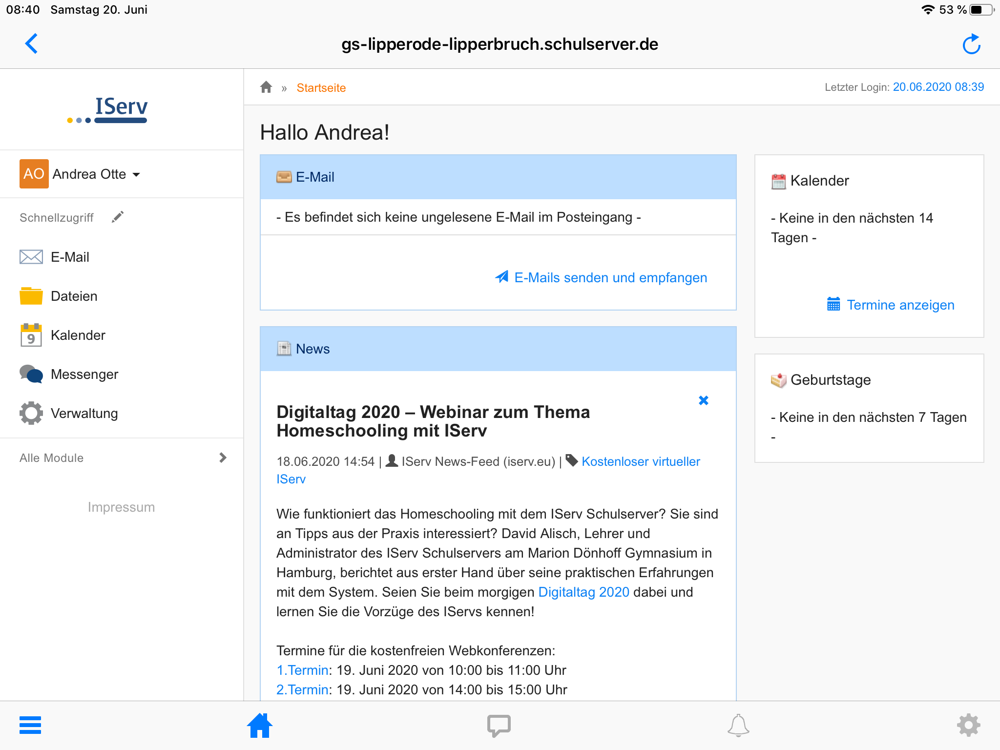 08:40 Samstag 20. Juni
53 %
gs-lipperode-lipperbruch.schulserver.de
IServ
AO Andrea Otte
Schnellzugriff
E-Mail
Dateien
9 Kalender
Messenger
Verwaltung
Alle Module
Impressum
» Startseite
Letzter Login: 20.06.2020 08:39
Hallo Andrea!
E-Mail
- Es befindet sich keine ungelesene E-Mail im Posteingang -
E-Mails senden und empfangen
News
Digitaltag 2020 – Webinar zum Thema
Homeschooling mit IServ
18.06.2020 14:54 | IServ News-Feed (iserv.eu) | Kostenloser virtueller
IServ
Wie funktioniert das Homeschooling mit dem IServ Schulserver? Sie sind
an Tipps aus der Praxis interessiert? David Alisch, Lehrer und
Administrator des IServ Schulservers am Marion Dönhoff Gymnasium in
Hamburg, berichtet aus erster Hand über seine praktischen Erfahrungen
mit dem System. Seien Sie beim morgigen Digitaltag 2020 dabei und
lernen Sie die Vorzüge des IServs kennen!
Termine für die kostenfreien Webkonferenzen:
1.Termin: 19. Juni 2020 von 10:00 bis 11:00 Uhr
2.Termin: 19. Juni 2020 von 14:00 bis 15:00 Uhr
Kalender
- Keine in den nächsten 14
Tagen -
Termine anzeigen
Geburtstage
- Keine in den nächsten 7 Tagen
-